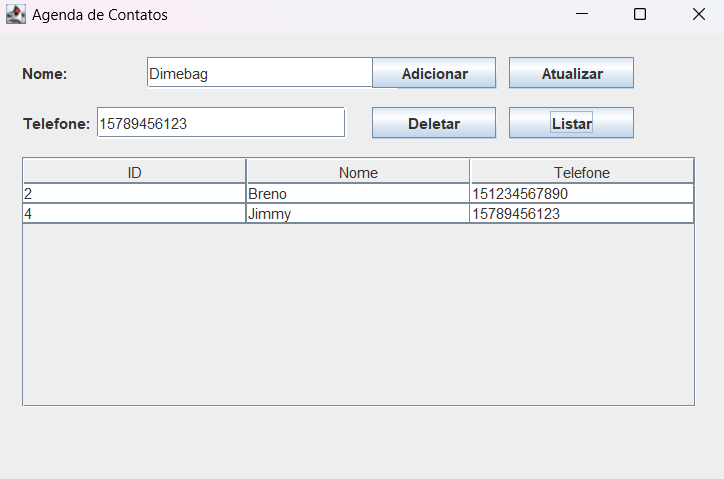 Agenda de Contatos
Nome: Dimebag Adicionar Atualizar
Telefone: 15789456123 Deletar Listar
ID Nome Telefone
2 Breno 151234567890
4 Jimmy 15789456123